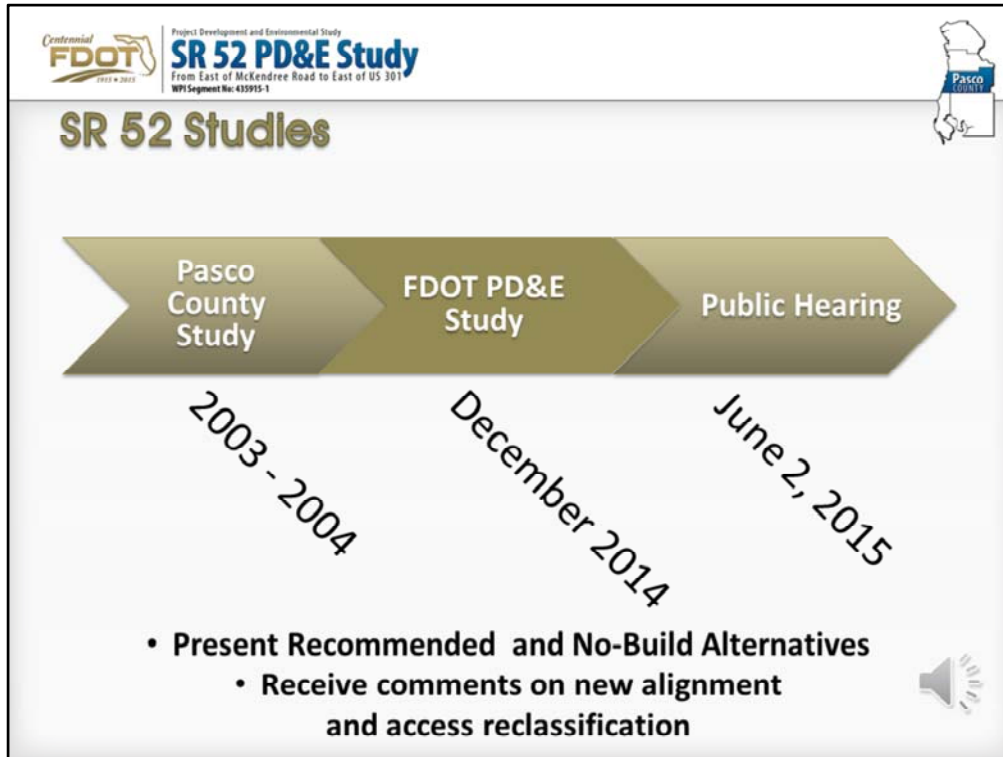 Centennial
FDOT
1915 • 2015
Project Development and Environmental Study
SR 52 PD&E Study
From East of McKendree Road to East of US 301
WPI Segment No: 435915-1
Pasco
COUNTY
SR 52 Studies
Pasco
County
Study
FDOT PD&E
Study
Public Hearing
2003 - 2004
December 2014
June 2, 2015
• Present Recommended and No-Build Alternatives
• Receive comments on new alignment
and access reclassification